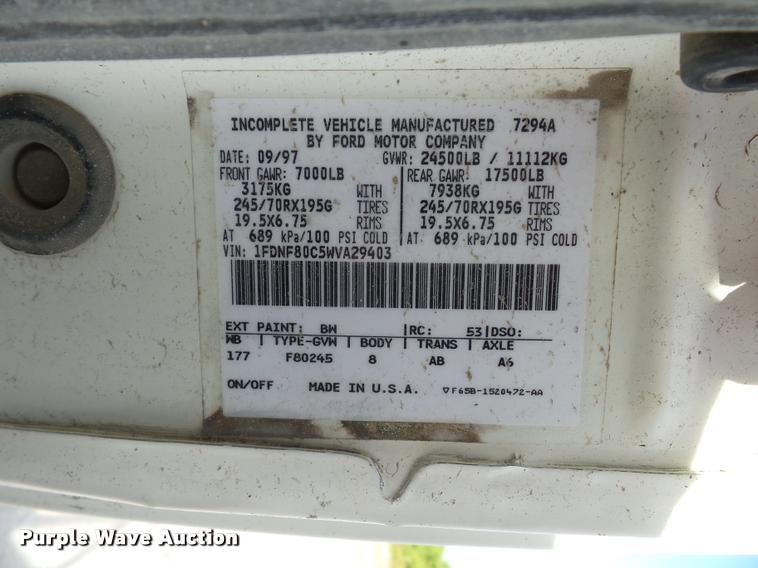 INCOMPLETE VEHICLE MANUFACTURED 7294A
BY FORD MOTOR COMPANY
DATE: 09/97 GVWR: 24500LB / 11112KG
FRONT GAWR: 7000LB REAR GAWR: 17500LB
3175KG WITH 7938KG WITH
245/70RX195G TIRES 245/70RX195G TIRES
19.5X6.75 RIMS 19.5X6.75 RIMS
AT 689 kPa/100 PSI COLD AT 689 kPa/100 PSI COLD
VIN: 1FDNF80C5WVA29403
EXT PAINT: BW RC: 53 DSO:
WB TYPE-GVW BODY TRANS AXLE
177 F80245 8 AB A6
ON/OFF MADE IN U.S.A. F65B-1520472-AA
Purple Wave Auction